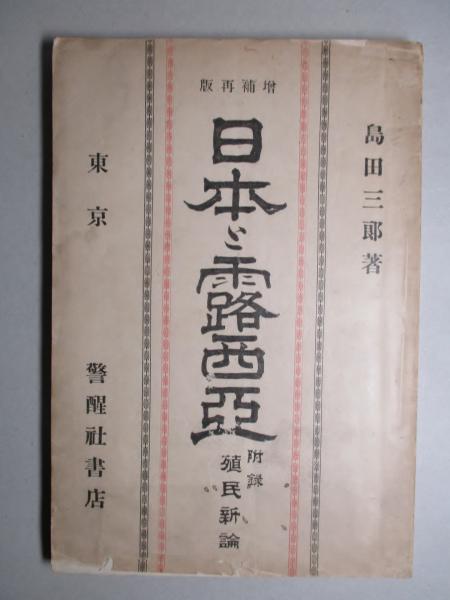 島田三郎著
増補再版
日本と露西亞
附録
殖民新論
東京
警醒社書店